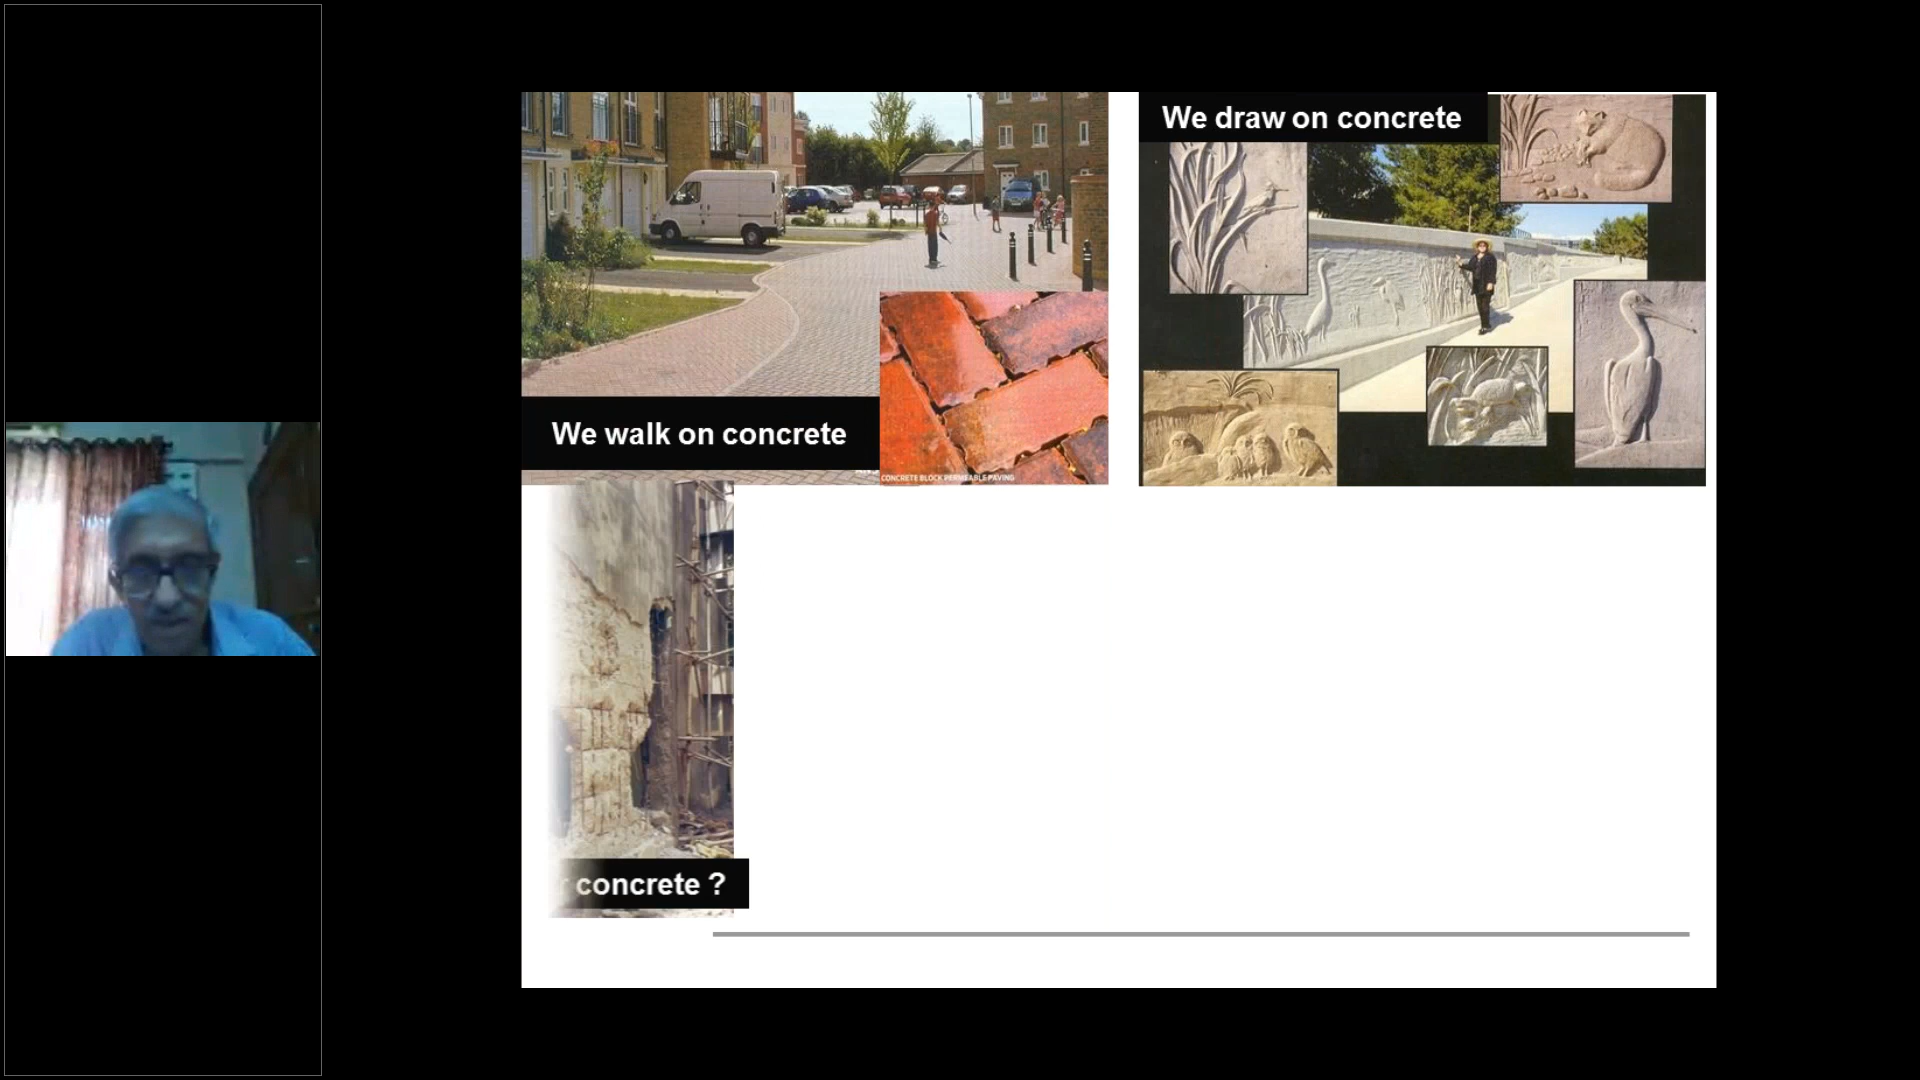 We draw on concrete
We walk on concrete
CONCRETE BLOCK PERMEABLE PAVING
concrete ?